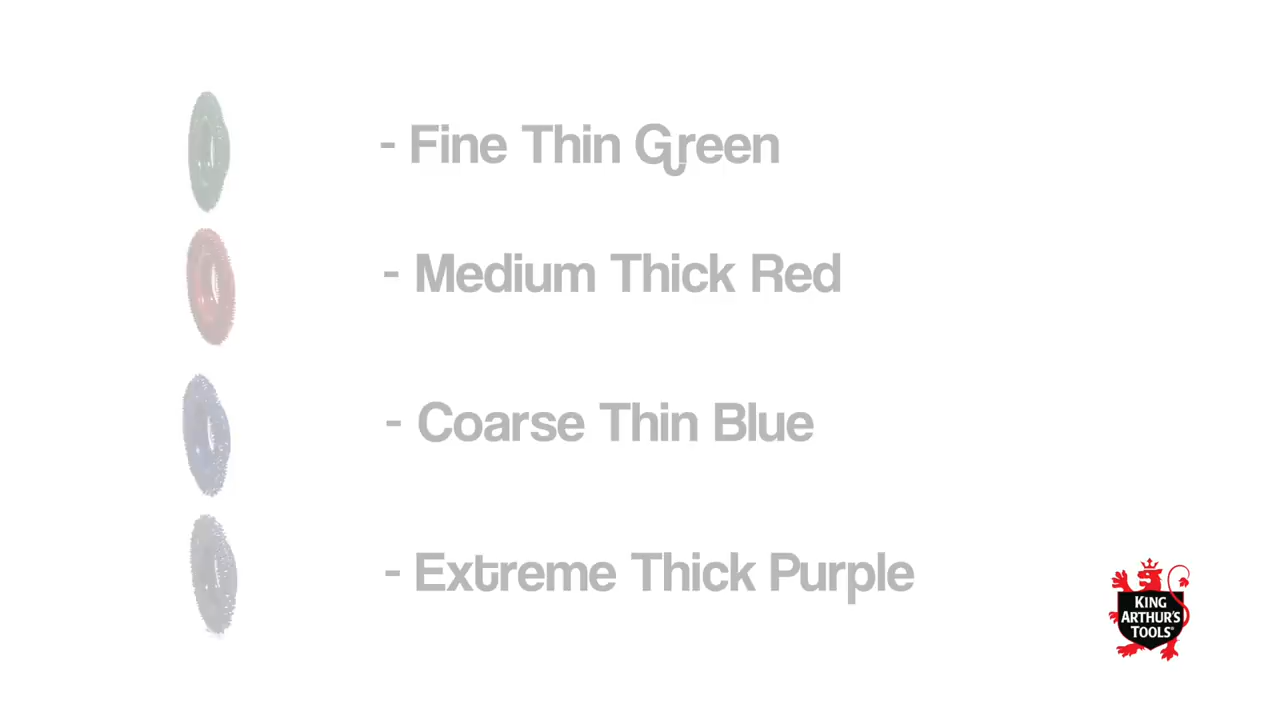 - Fine Thin Green
- Medium Thick Red
- Coarse Thin Blue
- Extreme Thick Purple
KING
ARTHUR'S
TOOLS®